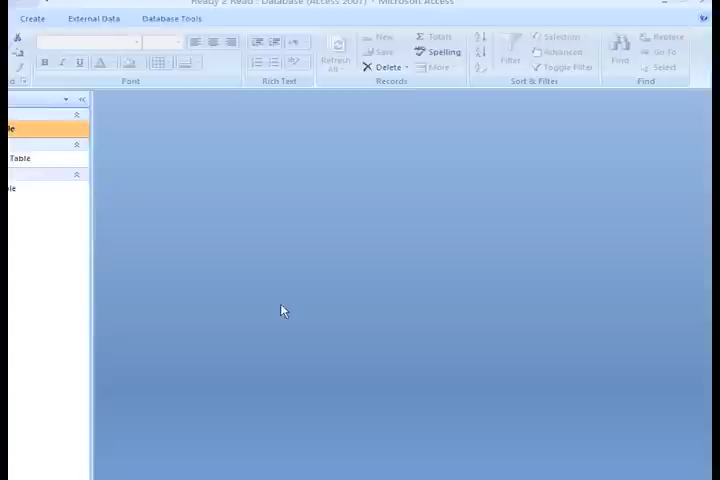 Ready 2 Read : Database (Access 2007) - Microsoft Access
Create External Data Database Tools
New Totals Selection Replace
Save Spelling Advanced Go To
Refresh All Delete More Filter Toggle Filter Find Select
Font Rich Text Records Sort & Filter Find
Table